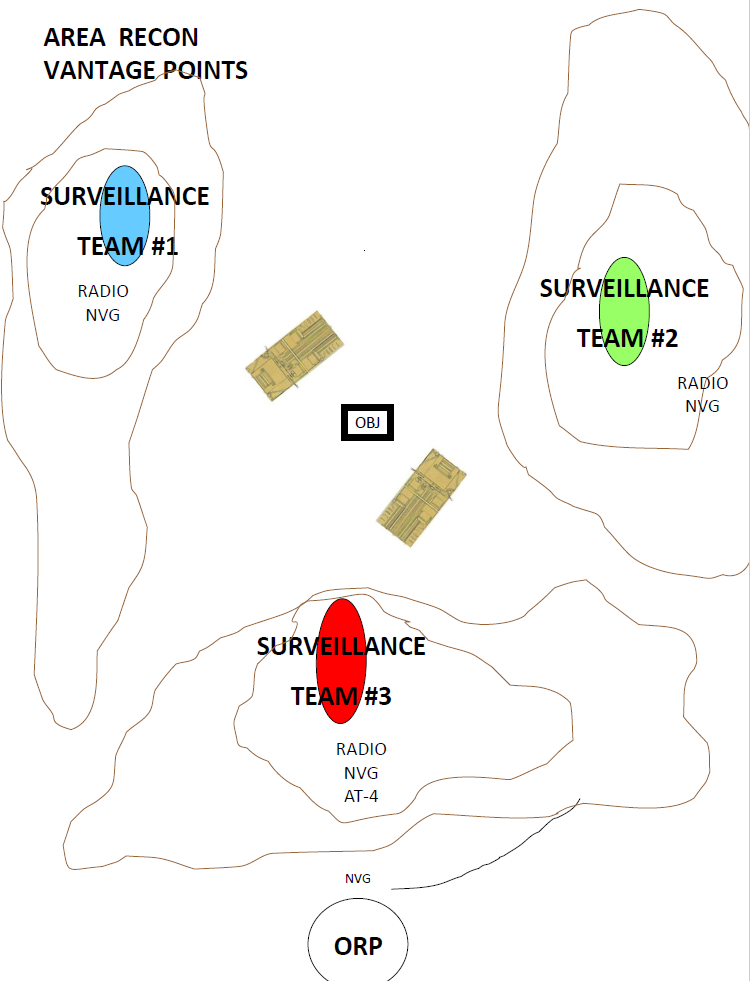 AREA RECON
VANTAGE POINTS
SURVEILLANCE
TEAM #1
RADIO
NVG
SURVEILLANCE
TEAM #2
RADIO
NVG
OBJ
SURVEILLANCE
TEAM #3
RADIO
NVG
AT-4
NVG
ORP